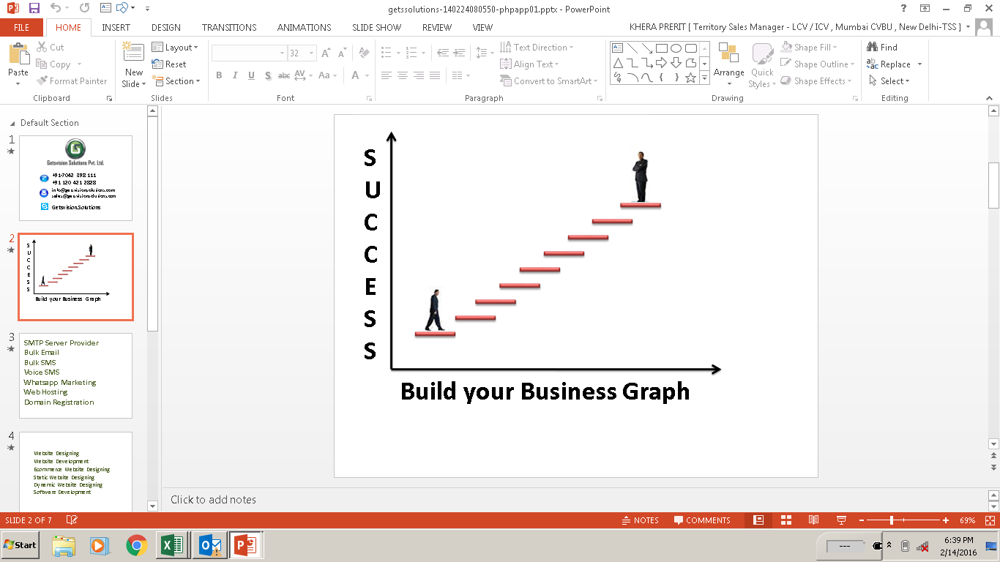 getssolutions-140224080550-phpapp01.pptx - PowerPoint
FILE HOME INSERT DESIGN TRANSITIONS ANIMATIONS SLIDE SHOW REVIEW VIEW
KHERA PRERIT [ Territory Sales Manager - LCV / ICV , Mumbai CVBU , New Delhi-TSS ]
Paste
Cut
Copy
Format Painter
Clipboard
New
Slide
Layout
Reset
Section
Slides
32
B I U S abc AV Aa A
Font
Text Direction
Align Text
Convert to SmartArt
Paragraph
Arrange
Quick
Styles
Shape Fill
Shape Outline
Shape Effects
Drawing
Find
Replace
Select
Editing
Default Section
1
G
Getsvision Solutions Pvt. Ltd.
+91-7042 398 111
+91 120 421 2828
info@getsvisionsolutions.com
sales@getsvisionsolutions.com
Getsvision.Solutions
2
S
U
C
C
E
S
S
Build your Business Graph
3
SMTP Server Provider
Bulk Email
Bulk SMS
Voice SMS
Whatsapp Marketing
Web Hosting
Domain Registration
4
Website Designing
Website Development
Ecommerce Website Designing
Static Website Designing
Dynamic Website Designing
Software Development
S
U
C
C
E
S
S
Build your Business Graph
Click to add notes
SLIDE 2 OF 7
NOTES COMMENTS 69%
Start
6:39 PM
2/14/2016